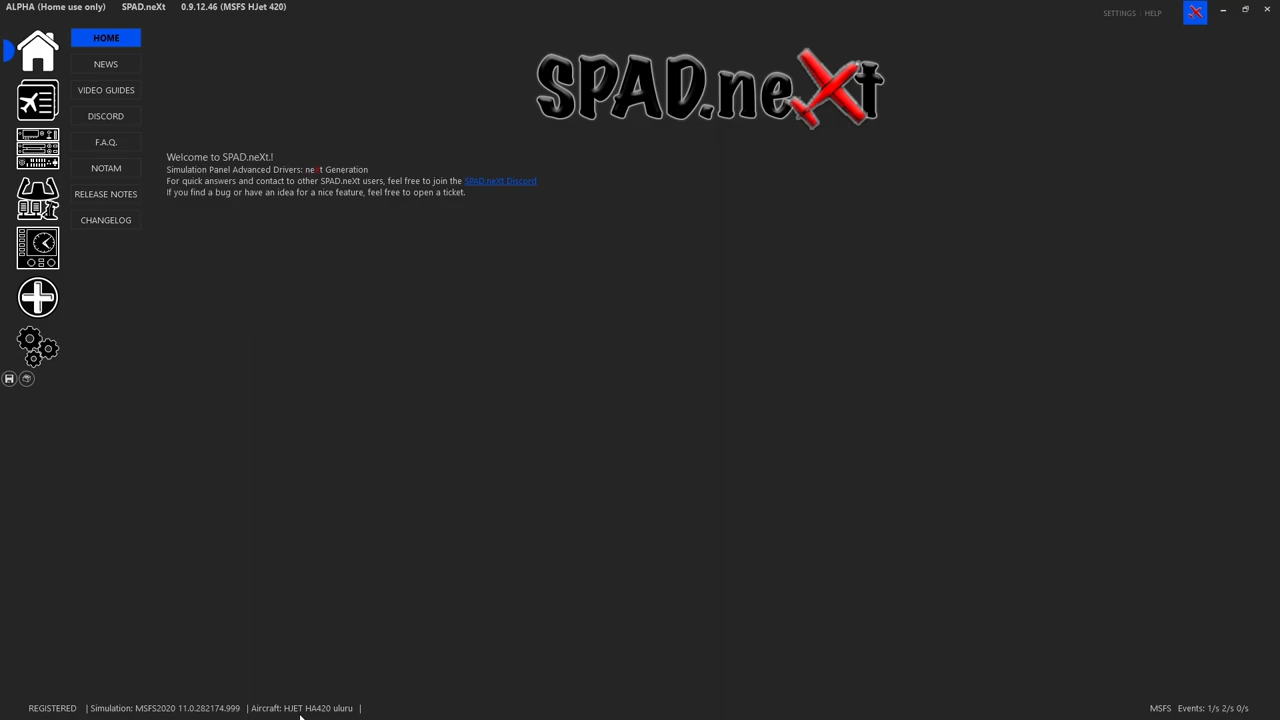 ALPHA (Home use only) SPAD.neXt 0.9.12.46 (MSFS HJet 420)
SETTINGS | HELP
HOME
NEWS
VIDEO GUIDES
DISCORD
F.A.Q.
NOTAM
RELEASE NOTES
CHANGELOG
SPAD.neXt
Welcome to SPAD.neXt.!
Simulation Panel Advanced Drivers: next Generation
For quick answers and contact to other SPAD.neXt users, feel free to join the SPAD.neXt Discord
If you find a bug or have an idea for a nice feature, feel free to open a ticket.
REGISTERED | Simulation: MSFS2020 11.0.282174.999 | Aircraft: HJET HA420 uluru |
MSFS Events: 1/s 2/s 0/s